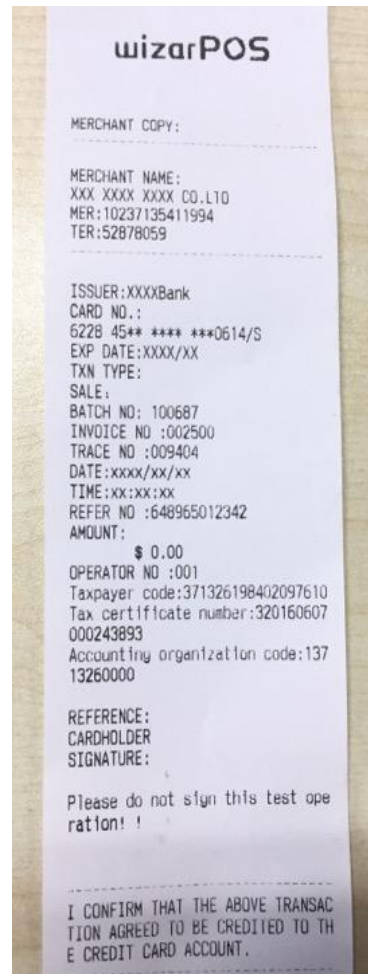 wizarPOS
MERCHANT COPY:
MERCHANT NAME:
XXX XXXX XXXX CO.LTD
MER:10237135411994
TER:52878059
ISSUER:XXXXBank
CARD NO.:
6228 45** **** ***0614/S
EXP DATE:XXXX/XX
TXN TYPE:
SALE:
BATCH NO: 100687
INVOICE NO :002500
TRACE NO :009404
DATE:xxxx/xx/xx
TIME:xx:xx:xx
REFER NO :648965012342
AMOUNT:
$ 0.00
OPERATOR NO :001
Taxpayer code:371326198402097610
Tax certificate number:320160607
000243893
Accounting organization code:137
13260000
REFERENCE:
CARDHOLDER
SIGNATURE:
Please do not sign this test ope
ration! !
I CONFIRM THAT THE ABOVE TRANSAC
TION AGREED TO BE CREDITED TO TH
E CREDIT CARD ACCOUNT.